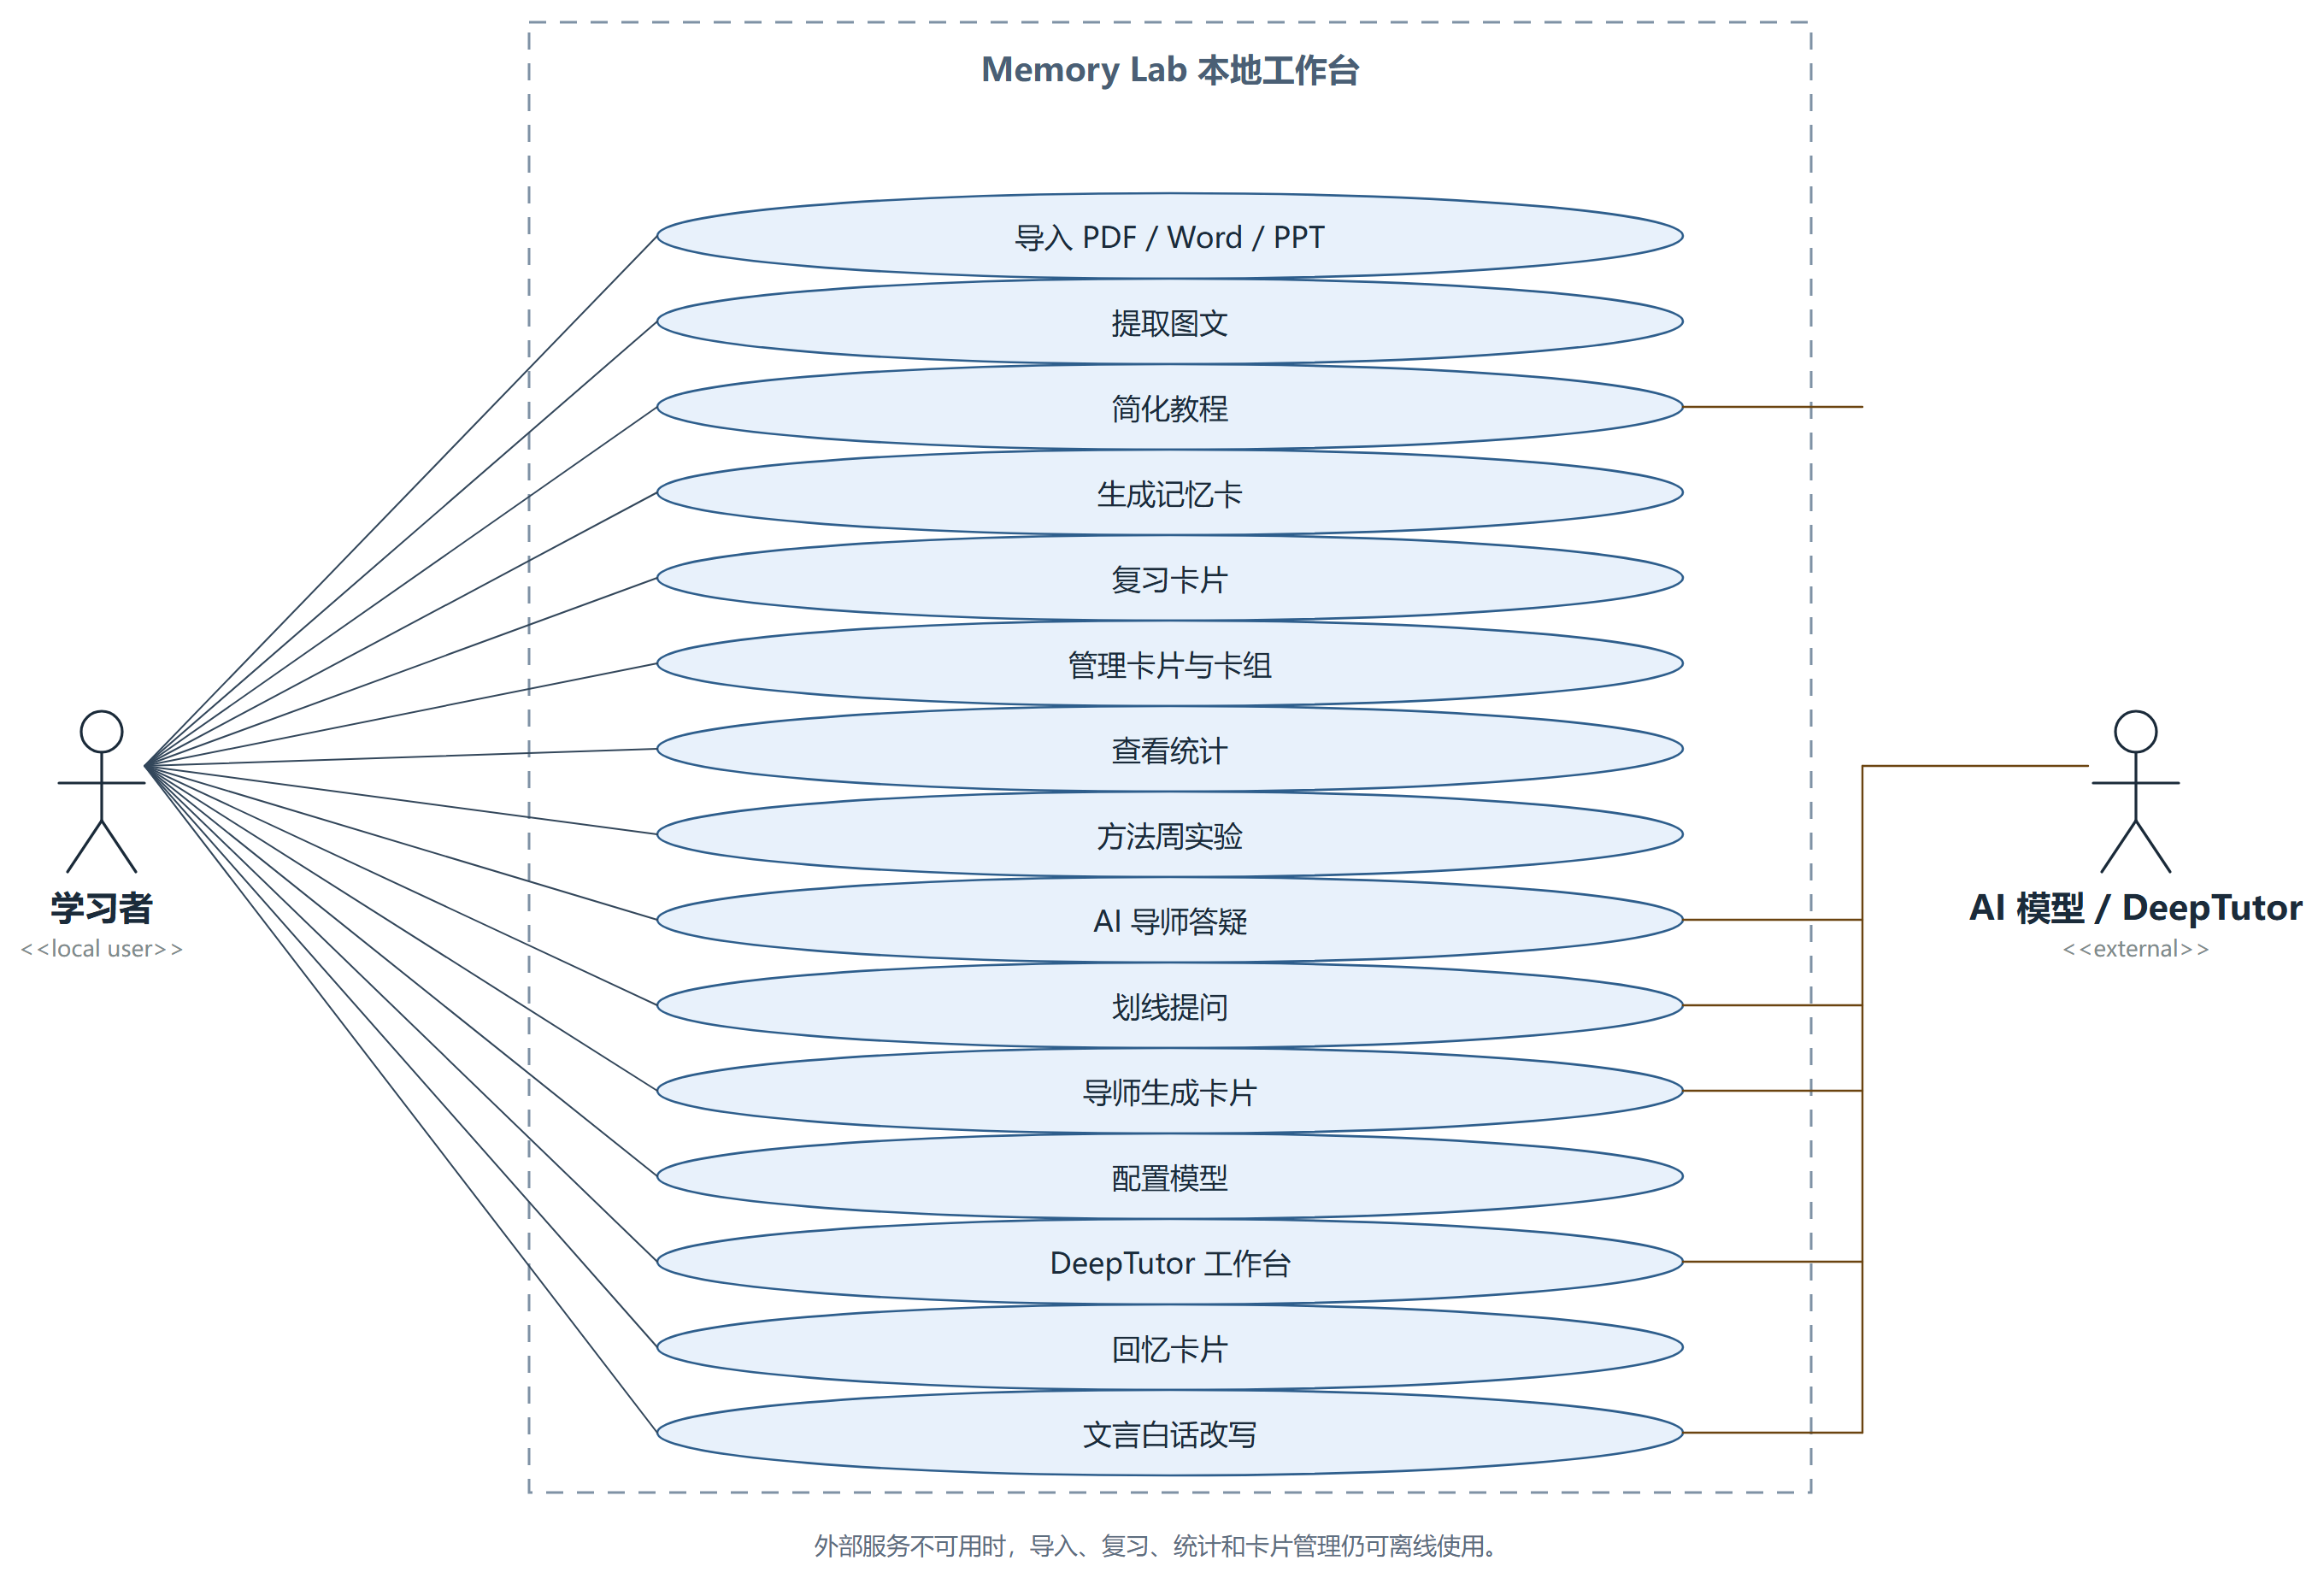 Memory Lab 本地工作台
导入 PDF / Word / PPT
提取图文
简化教程
生成记忆卡
复习卡片
管理卡片与卡组
查看统计
方法周实验
AI 导师答疑
划线提问
导师生成卡片
配置模型
DeepTutor 工作台
回忆卡片
文言白话改写
学习者
<<local user>>
AI 模型 / DeepTutor
<<external>>
外部服务不可用时，导入、复习、统计和卡片管理仍可离线使用。